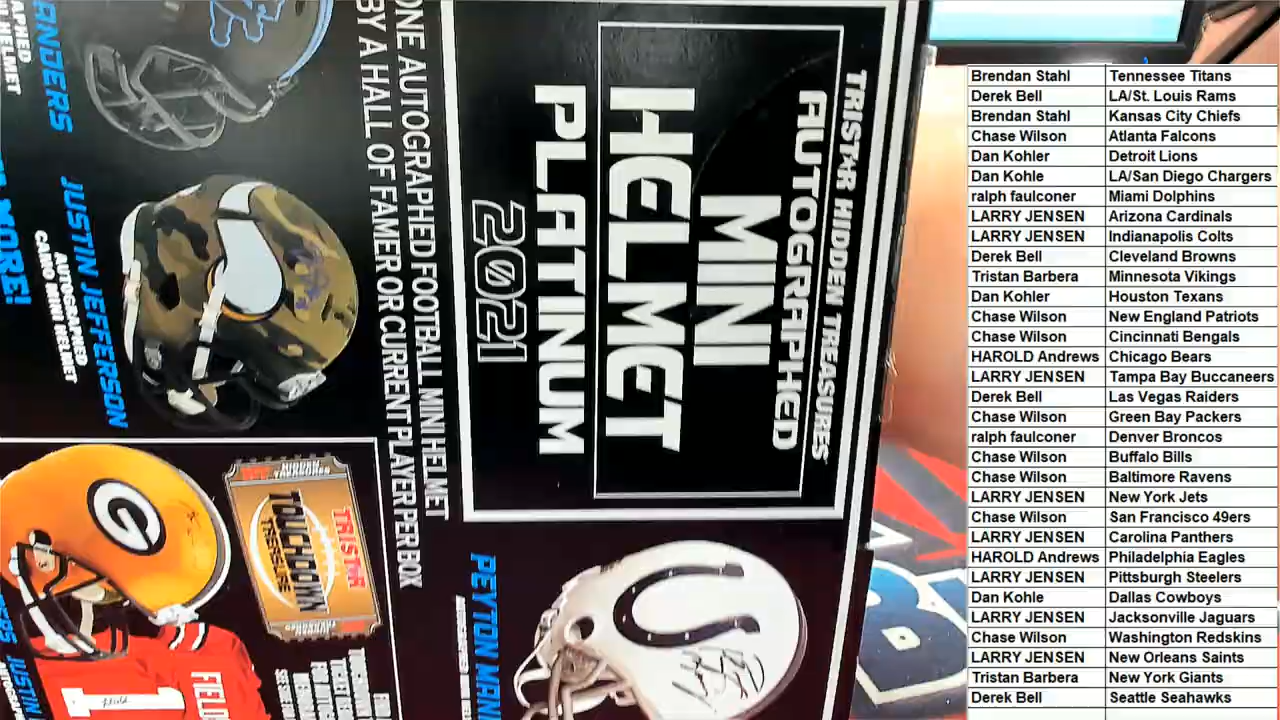 TRISTAR HIDDEN TREASURES
AUTOGRAPHED
MINI
HELMET
PLATINUM
2021
ONE AUTOGRAPHED FOOTBALL MINI HELMET
BY A HALL OF FAMER OR CURRENT PLAYER PER BOX
ANDERS
JUSTIN JEFFERSON
AUTOGRAPHED
CAMO MINI HELMET
MORE!
G
TRISTAR
TOUCHDOWN
TREASURE
HIDDEN
TREASURES
PEYTON MANN
FIELD
1
Brendan Stahl Tennessee Titans
Derek Bell LA/St. Louis Rams
Brendan Stahl Kansas City Chiefs
Chase Wilson Atlanta Falcons
Dan Kohler Detroit Lions
Dan Kohle LA/San Diego Chargers
ralph faulconer Miami Dolphins
LARRY JENSEN Arizona Cardinals
LARRY JENSEN Indianapolis Colts
Derek Bell Cleveland Browns
Tristan Barbera Minnesota Vikings
Dan Kohler Houston Texans
Chase Wilson New England Patriots
Chase Wilson Cincinnati Bengals
HAROLD Andrews Chicago Bears
LARRY JENSEN Tampa Bay Buccaneers
Derek Bell Las Vegas Raiders
Chase Wilson Green Bay Packers
ralph faulconer Denver Broncos
Chase Wilson Buffalo Bills
Chase Wilson Baltimore Ravens
LARRY JENSEN New York Jets
Chase Wilson San Francisco 49ers
LARRY JENSEN Carolina Panthers
HAROLD Andrews Philadelphia Eagles
LARRY JENSEN Pittsburgh Steelers
Dan Kohle Dallas Cowboys
LARRY JENSEN Jacksonville Jaguars
Chase Wilson Washington Redskins
LARRY JENSEN New Orleans Saints
Tristan Barbera New York Giants
Derek Bell Seattle Seahawks